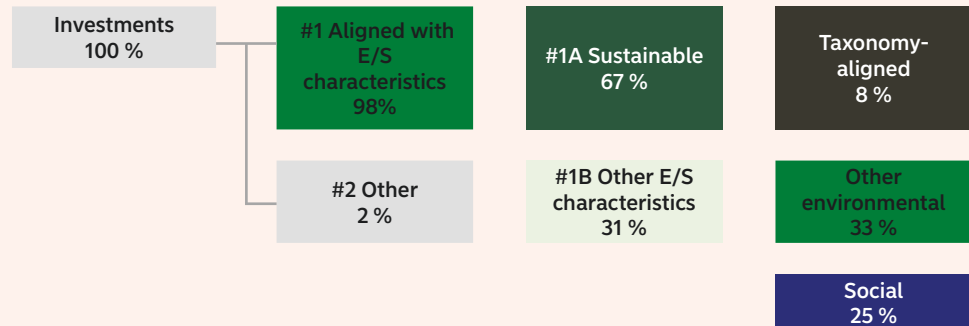 Investments
100 %
#1 Aligned with
E/S
characteristics
98%
#1A Sustainable
67 %
Taxonomy-
aligned
8 %
#2 Other
2 %
#1B Other E/S
characteristics
31 %
Other
environmental
33 %
Social
25 %